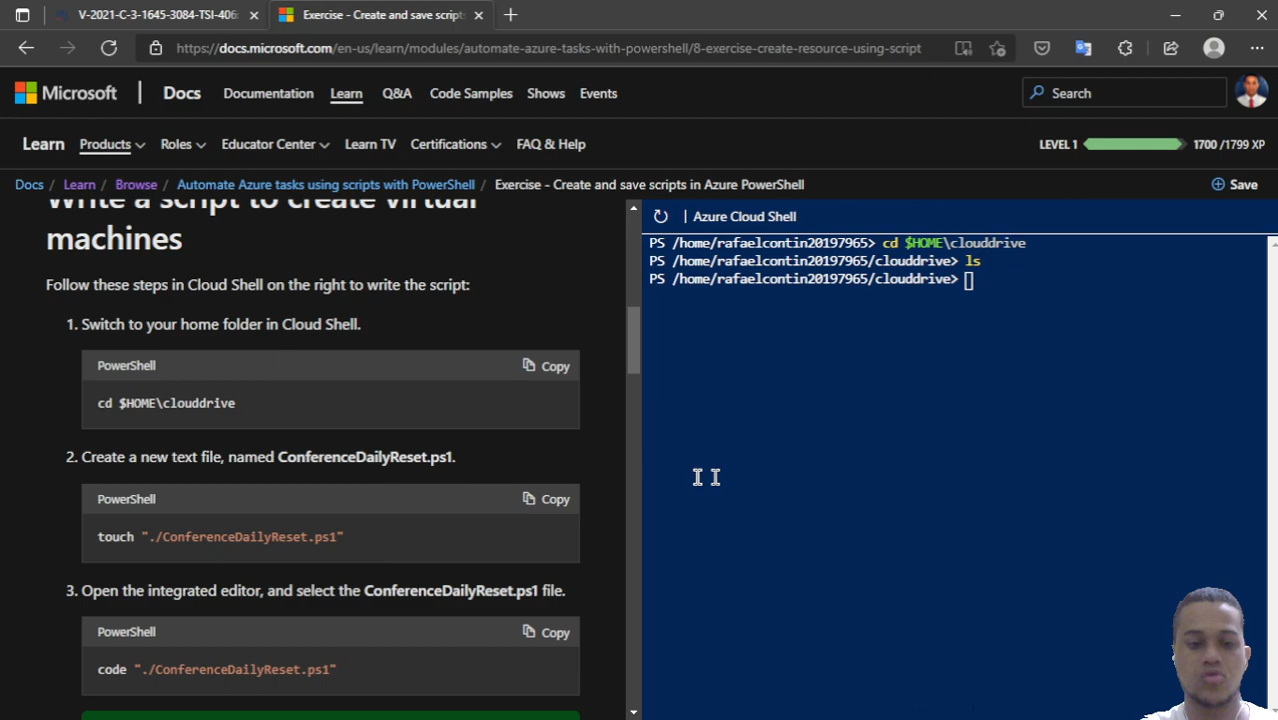 V-2021-C-3-1645-3084-TSI-406
Exercise - Create and save scripts
https://docs.microsoft.com/en-us/learn/modules/automate-azure-tasks-with-powershell/8-exercise-create-resource-using-script
Microsoft
Docs
Documentation
Learn
Q&A
Code Samples
Shows
Events
Search
Learn
Products
Roles
Educator Center
Learn TV
Certifications
FAQ & Help
LEVEL 1
1700 /1799 XP
Docs / Learn / Browse / Automate Azure tasks using scripts with PowerShell / Exercise - Create and save scripts in Azure PowerShell
Save
Write a script to create virtual
machines
Follow these steps in Cloud Shell on the right to write the script:
1. Switch to your home folder in Cloud Shell.
PowerShell
Copy
cd $HOME\clouddrive
2. Create a new text file, named ConferenceDailyReset.ps1.
PowerShell
Copy
touch "./ConferenceDailyReset.ps1"
3. Open the integrated editor, and select the ConferenceDailyReset.ps1 file.
PowerShell
Copy
code "./ConferenceDailyReset.ps1"
Azure Cloud Shell
PS /home/rafaelcontin20197965> cd $HOME\clouddrive
PS /home/rafaelcontin20197965/clouddrive> ls
PS /home/rafaelcontin20197965/clouddrive>